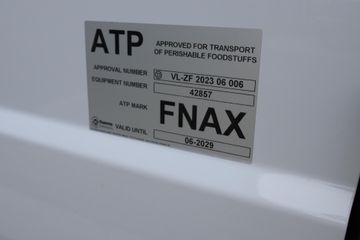 ATP APPROVED FOR TRANSPORT
OF PERISHABLE FOODSTUFFS
APPROVAL NUMBER VL-ZF 2023 06 006
EQUIPMENT NUMBER 42857
ATP MARK FNAX
VALID UNTIL 06-2029